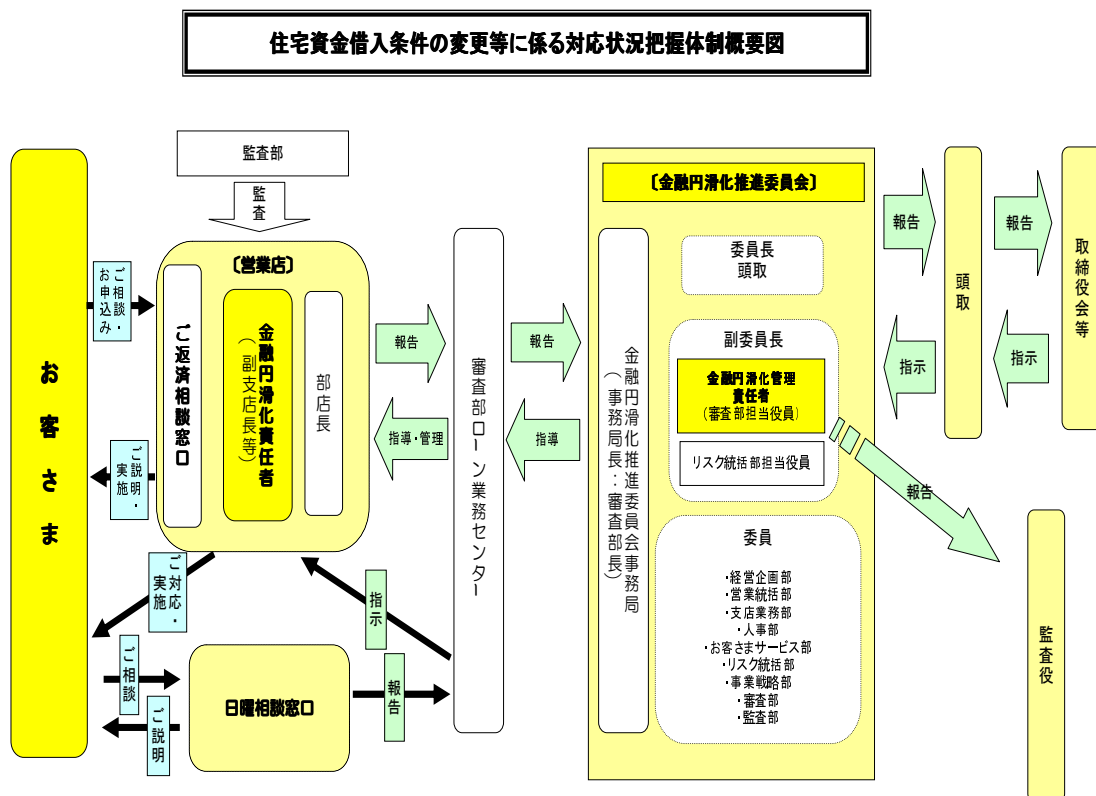 住宅資金借入条件の変更等に係る対応状況把握体制概要図
監査部
監査
お客さま
ご相談・
お申込み
ご説明・
実施
〔営業店〕
ご返済相談窓口
金融円滑化責任者
（副支店長等）
部店長
報告
指導・管理
ご対応・
実施
ご相談
ご説明
日曜相談窓口
指示
報告
審査部ローン業務センター
報告
指導
〔金融円滑化推進委員会〕
金融円滑化推進委員会事務局
（事務局長：審査部長）
委員長
頭取
副委員長
金融円滑化管理
責任者
（審査部担当役員）
リスク統括部担当役員
委員
・経営企画部
・営業統括部
・支店業務部
・人事部
・お客さまサービス部
・リスク統括部
・事業戦略部
・審査部
・監査部
報告
指示
頭取
報告
指示
取締役会等
報告
監査役